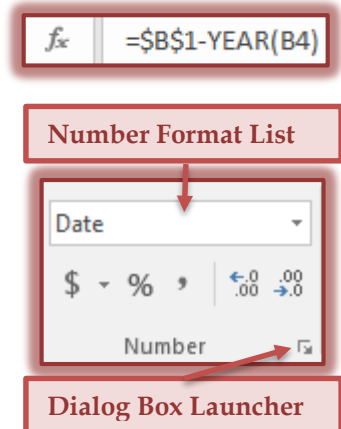 fx =$B$1-YEAR(B4)
Number Format List
Date
$ % , .0 .00 .00 .0
Number
Dialog Box Launcher